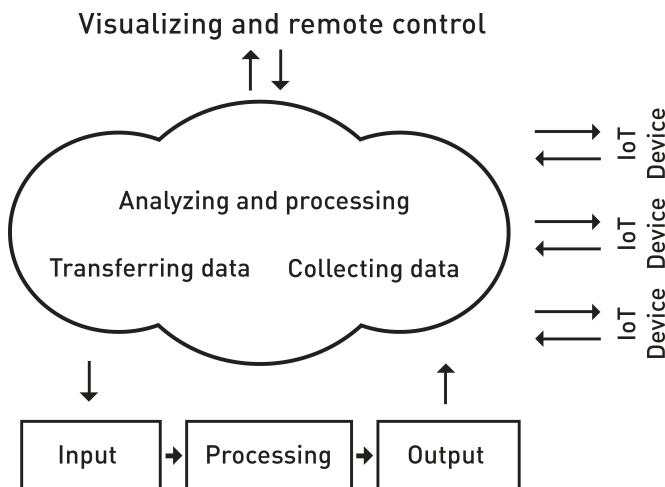 Visualizing and remote control
Analyzing and processing
Transferring data
Collecting data
IoT
Device
IoT
Device
IoT
Device
Input
Processing
Output